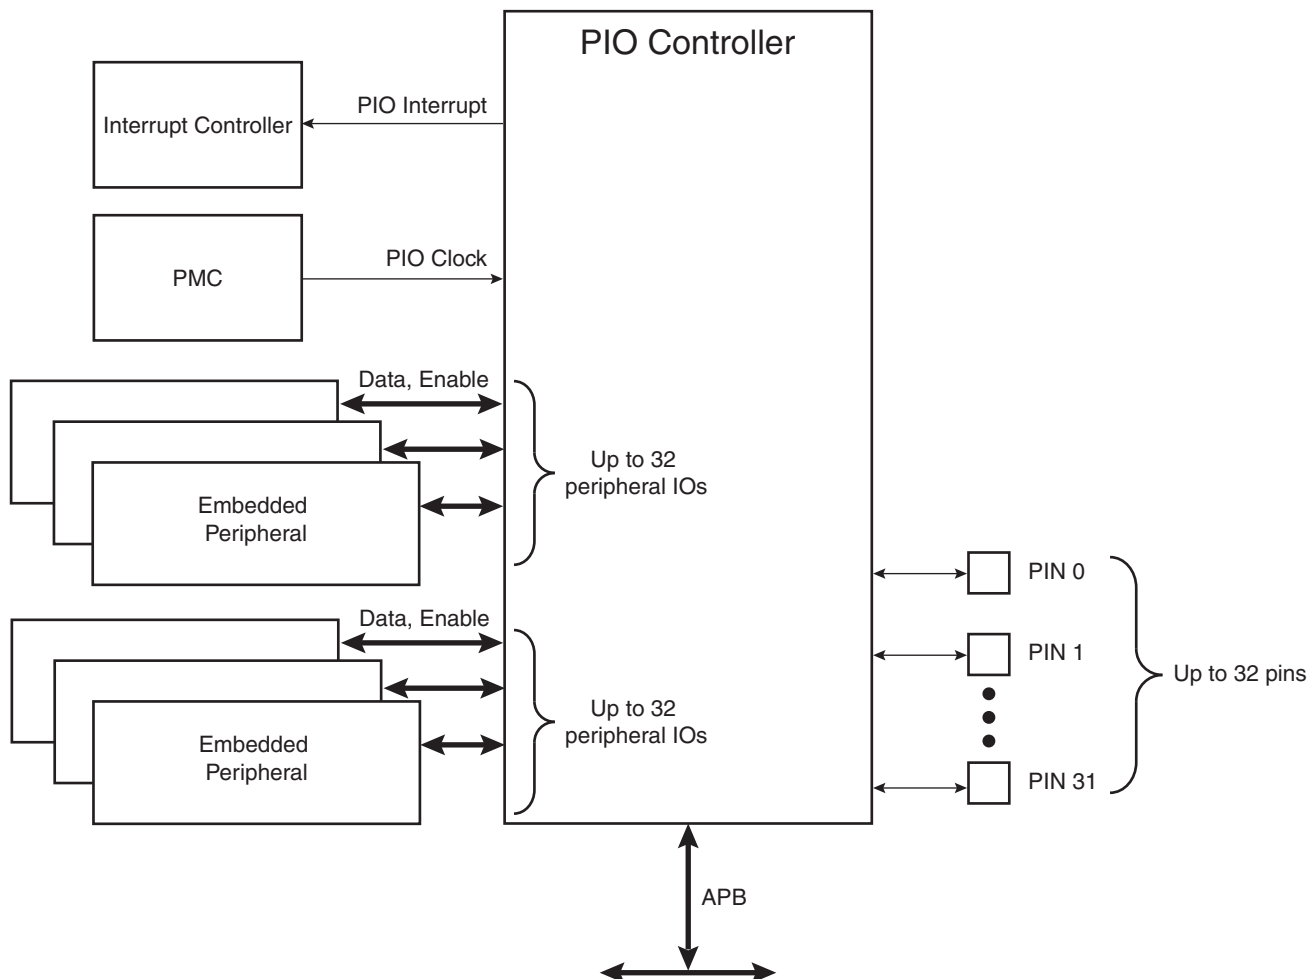 PIO Controller
PIO Interrupt
Interrupt Controller
PIO Clock
PMC
Data, Enable
Up to 32
peripheral IOs
Embedded
Peripheral
PIN 0
Data, Enable
PIN 1
Up to 32 pins
Up to 32
peripheral IOs
Embedded
Peripheral
PIN 31
APB